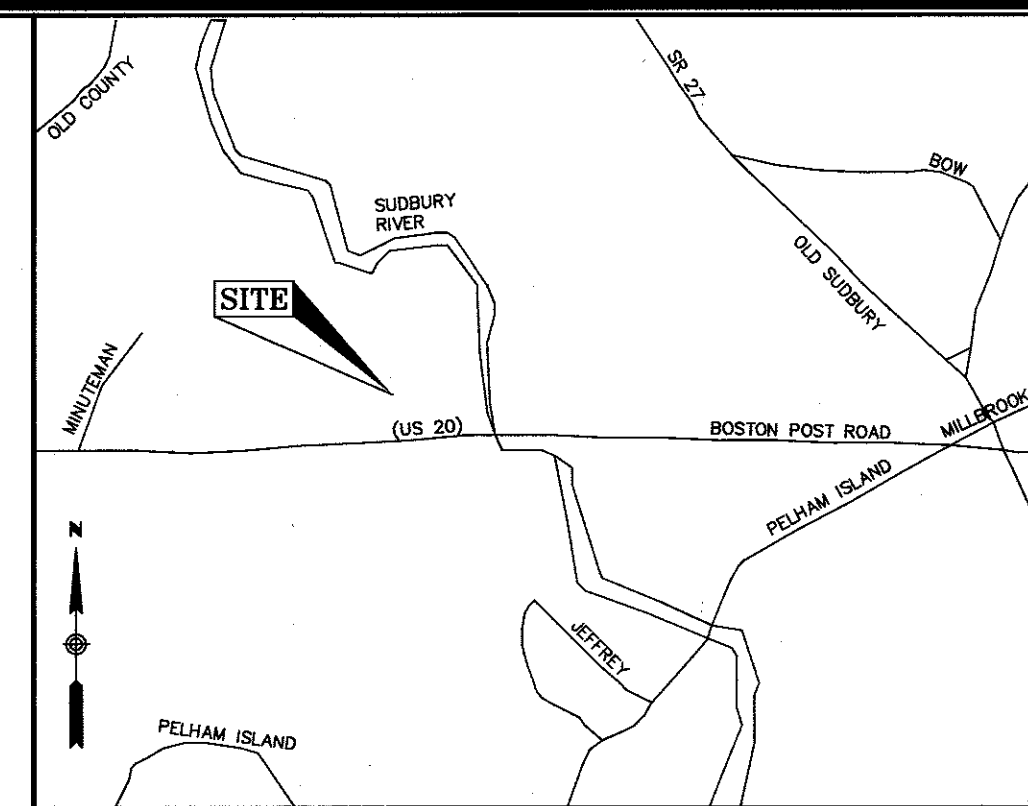 OLD COUNTY
SR 27
BOW
SUDBURY
RIVER
OLD SUDBURY
SITE
MINUTEMAN
(US 20)
BOSTON POST ROAD
MILLBROOK
PELHAM ISLAND
N
JEFFREY
PELHAM ISLAND